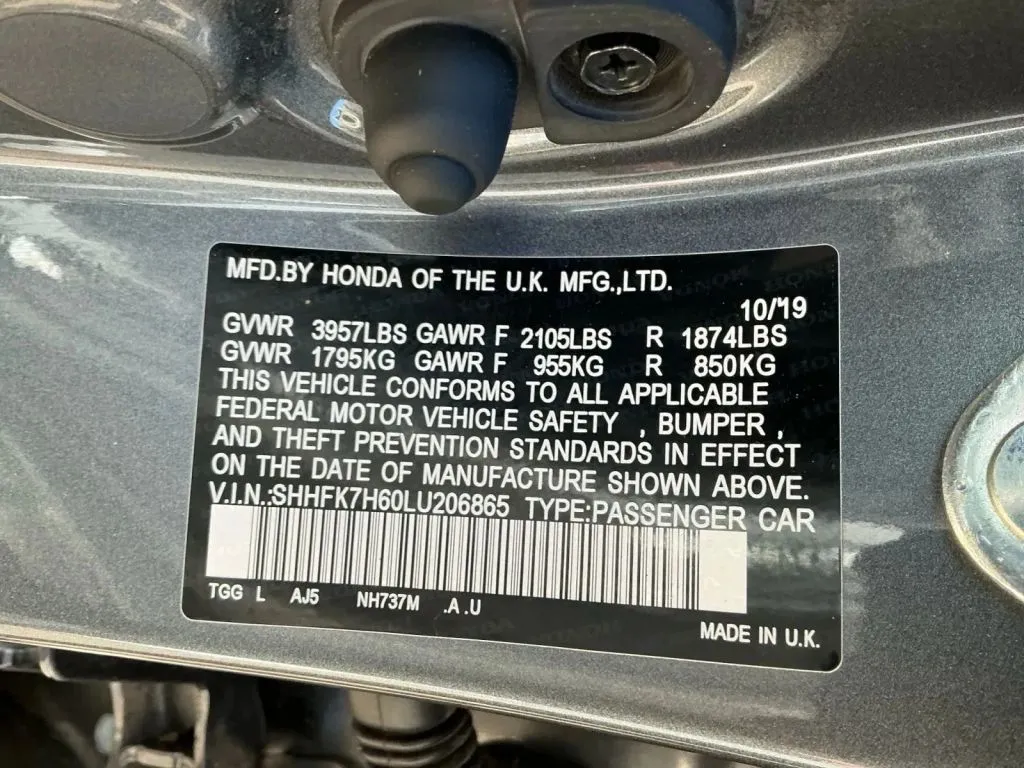 MFD.BY HONDA OF THE U.K. MFG.,LTD.
10/19
GVWR 3957LBS GAWR F 2105LBS R 1874LBS
GVWR 1795KG GAWR F 955KG R 850KG
THIS VEHICLE CONFORMS TO ALL APPLICABLE
FEDERAL MOTOR VEHICLE SAFETY , BUMPER ,
AND THEFT PREVENTION STANDARDS IN EFFECT
ON THE DATE OF MANUFACTURE SHOWN ABOVE.
V.I.N.:SHHFK7H60LU206865 TYPE:PASSENGER CAR
TGG L AJ5 NH737M .A .U
MADE IN U.K.